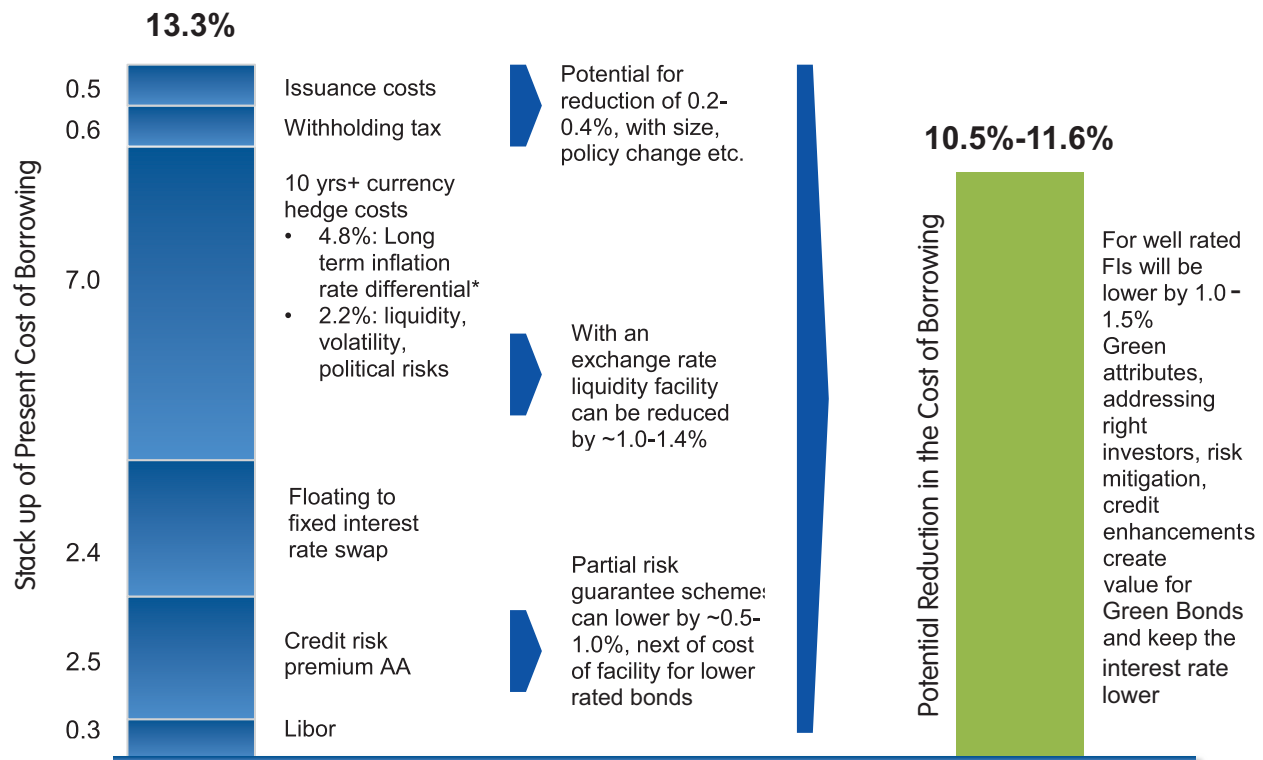 13.3%
Stack up of Present Cost of Borrowing
0.5
Issuance costs
0.6
Withholding tax
Potential for
reduction of 0.2-
0.4%, with size,
policy change etc.
7.0
10 yrs+ currency
hedge costs
• 4.8%: Long
term inflation
rate differential*
• 2.2%: liquidity,
volatility,
political risks
With an
exchange rate
liquidity facility
can be reduced
by ~1.0-1.4%
2.4
Floating to
fixed interest
rate swap
2.5
Credit risk
premium AA
Partial risk
guarantee schemes
can lower by ~0.5-
1.0%, next of cost
of facility for lower
rated bonds
0.3
Libor
10.5%-11.6%
Potential Reduction in the Cost of Borrowing
For well rated
FIs will be
lower by 1.0-
1.5%
Green
attributes,
addressing
right
investors, risk
mitigation,
credit
enhancements
create
value for
Green Bonds
and keep the
interest rate
lower